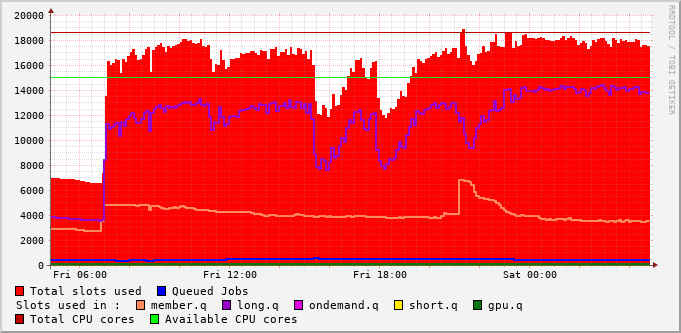 RRDTOOL / TOBI OETIKER
20000
18000
16000
14000
12000
10000
8000
6000
4000
2000
0
Fri 06:00 Fri 12:00 Fri 18:00 Sat 00:00
Total slots used Queued Jobs
Slots used in : member.q long.q ondemand.q short.q gpu.q
Total CPU cores Available CPU cores